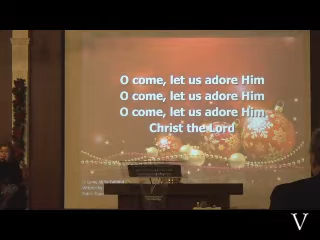 O come, let us adore Him
O come, let us adore Him
O come, let us adore Him
Christ the Lord
V